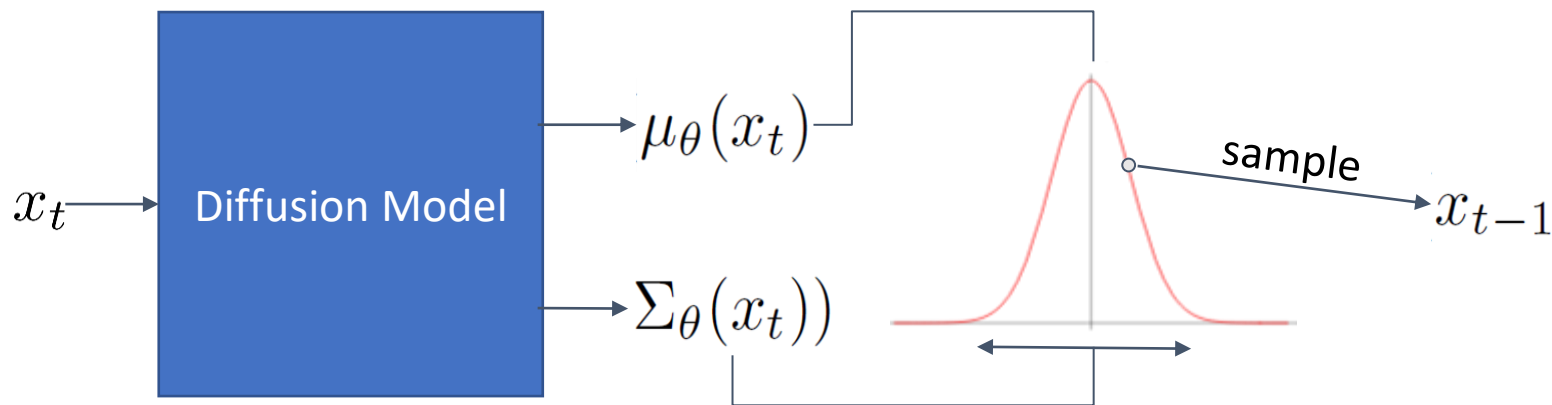 x_t
Diffusion Model
μ_θ(x_t)
Σ_θ(x_t))
sample
x_{t−1}